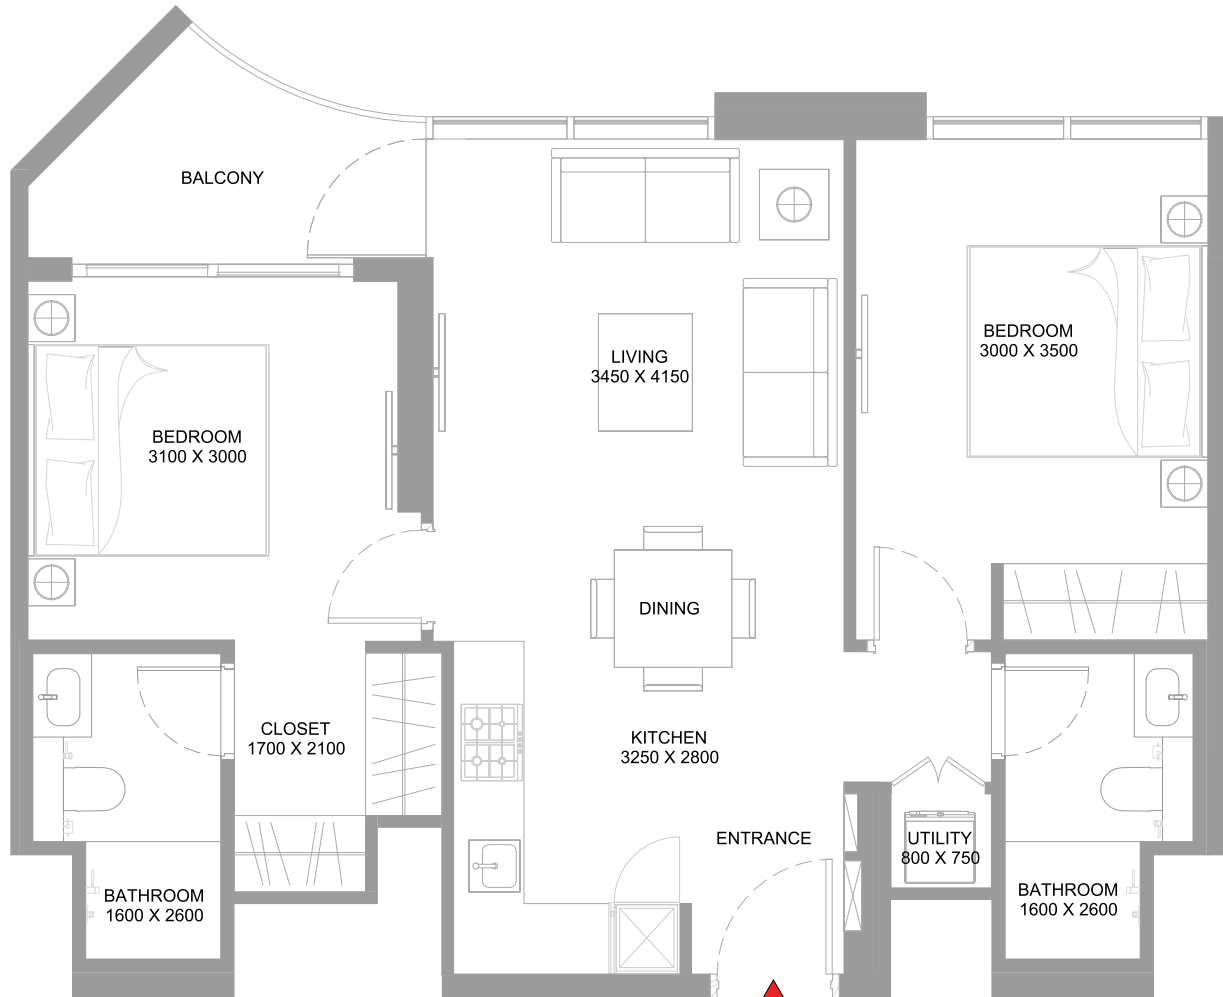 BALCONY
LIVING
3450 X 4150
BEDROOM
3000 X 3500
BEDROOM
3100 X 3000
DINING
CLOSET
1700 X 2100
KITCHEN
3250 X 2800
ENTRANCE
UTILITY
800 X 750
BATHROOM
1600 X 2600
BATHROOM
1600 X 2600